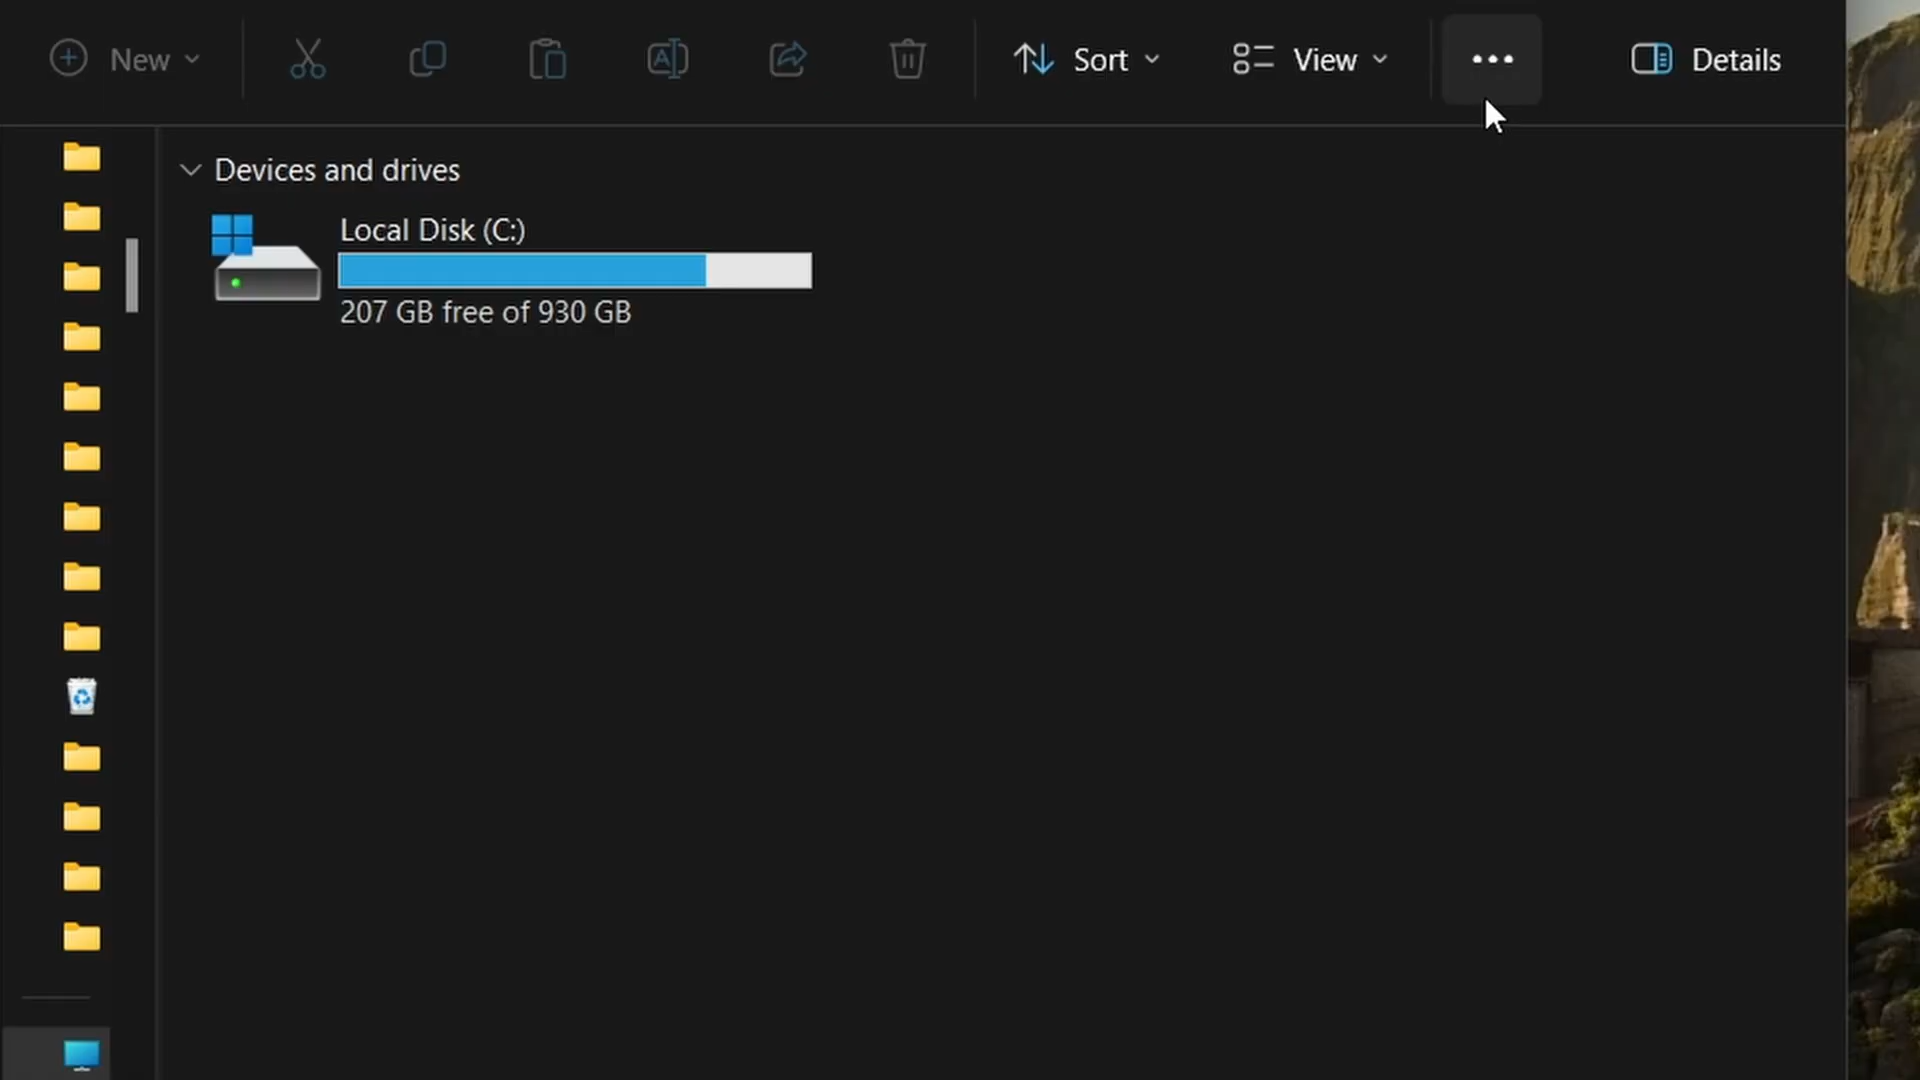 New
Sort
View
Details
Devices and drives
Local Disk (C:)
207 GB free of 930 GB